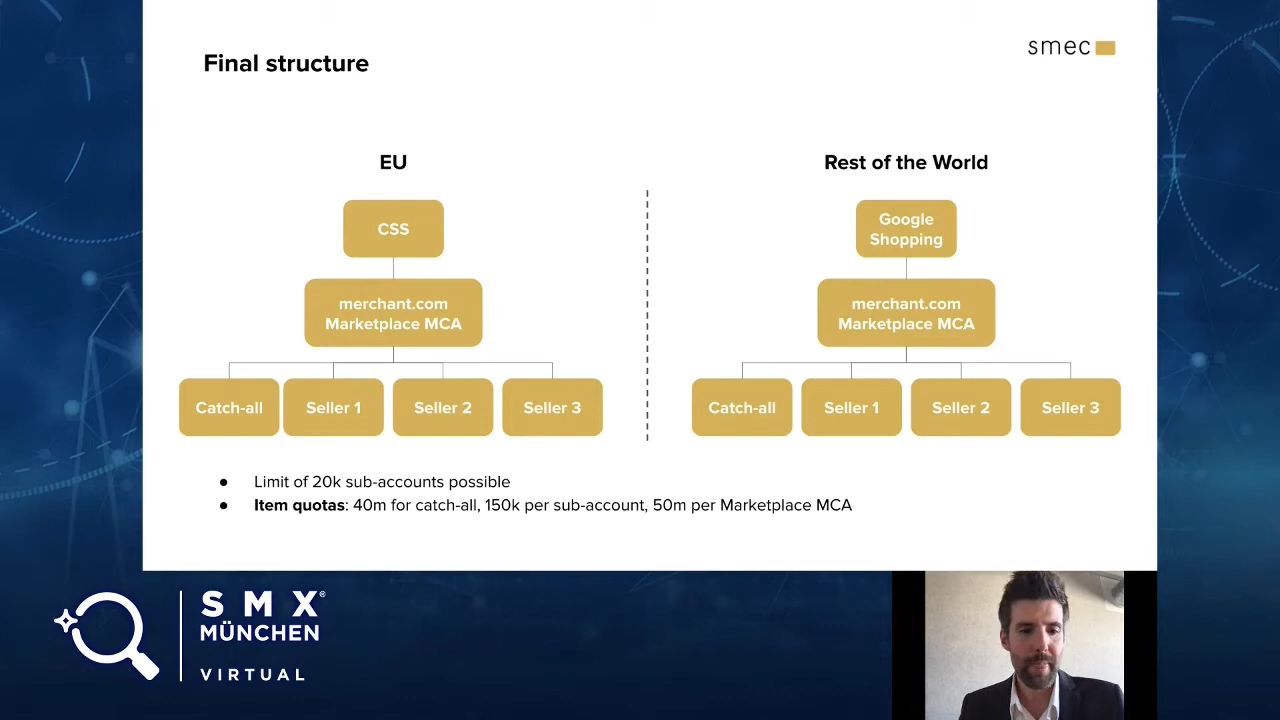 Final structure
smec
EU
Rest of the World
CSS
Google
Shopping
merchant.com
Marketplace MCA
merchant.com
Marketplace MCA
Catch-all
Seller 1
Seller 2
Seller 3
Catch-all
Seller 1
Seller 2
Seller 3
● Limit of 20k sub-accounts possible
● Item quotas: 40m for catch-all, 150k per sub-account, 50m per Marketplace MCA
SMX®
MÜNCHEN
VIRTUAL